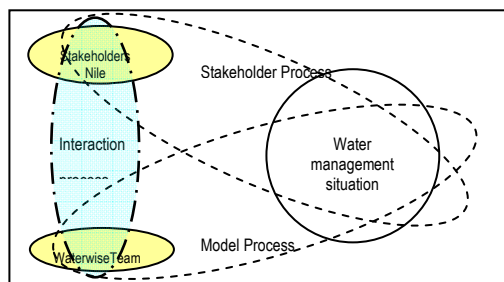 Stakeholders
Nile
Stakeholder Process
Interaction
Water
management
situation
Model Process
WaterwiseTeam